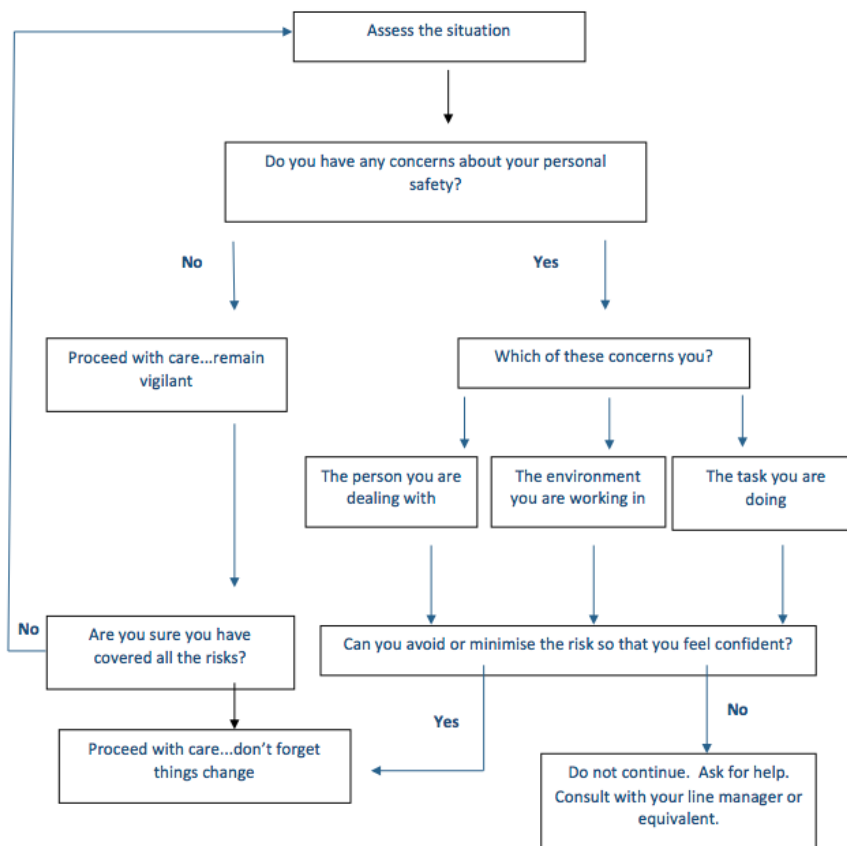 Assess the situation
Do you have any concerns about your personal
safety?
No
Yes
Proceed with care...remain
vigilant
Which of these concerns you?
The person you are
dealing with
The environment
you are working in
The task you are
doing
No
Are you sure you have
covered all the risks?
Can you avoid or minimise the risk so that you feel confident?
Yes
No
Proceed with care...don’t forget
things change
Do not continue.  Ask for help.
Consult with your line manager or
equivalent.